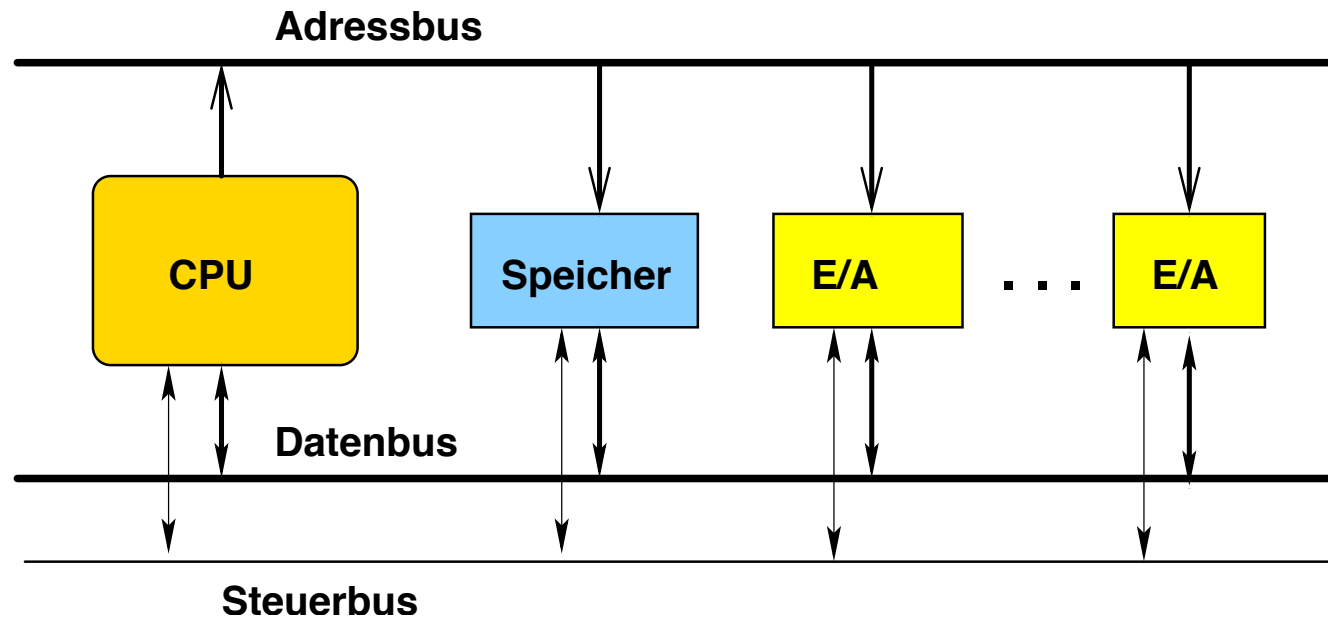 Adressbus
CPU
Speicher
E/A
. . .
E/A
Datenbus
Steuerbus